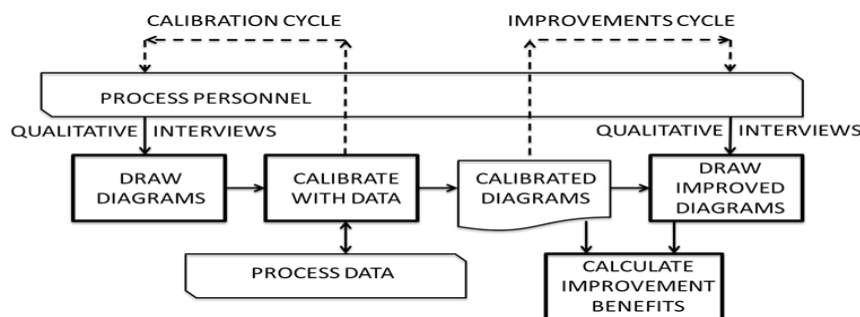 CALIBRATION CYCLE
IMPROVEMENTS CYCLE
PROCESS PERSONNEL
QUALITATIVE INTERVIEWS
QUALITATIVE INTERVIEWS
DRAW
DIAGRAMS
CALIBRATE
WITH DATA
CALIBRATED
DIAGRAMS
DRAW
IMPROVED
DIAGRAMS
PROCESS DATA
CALCULATE
IMPROVEMENT
BENEFITS